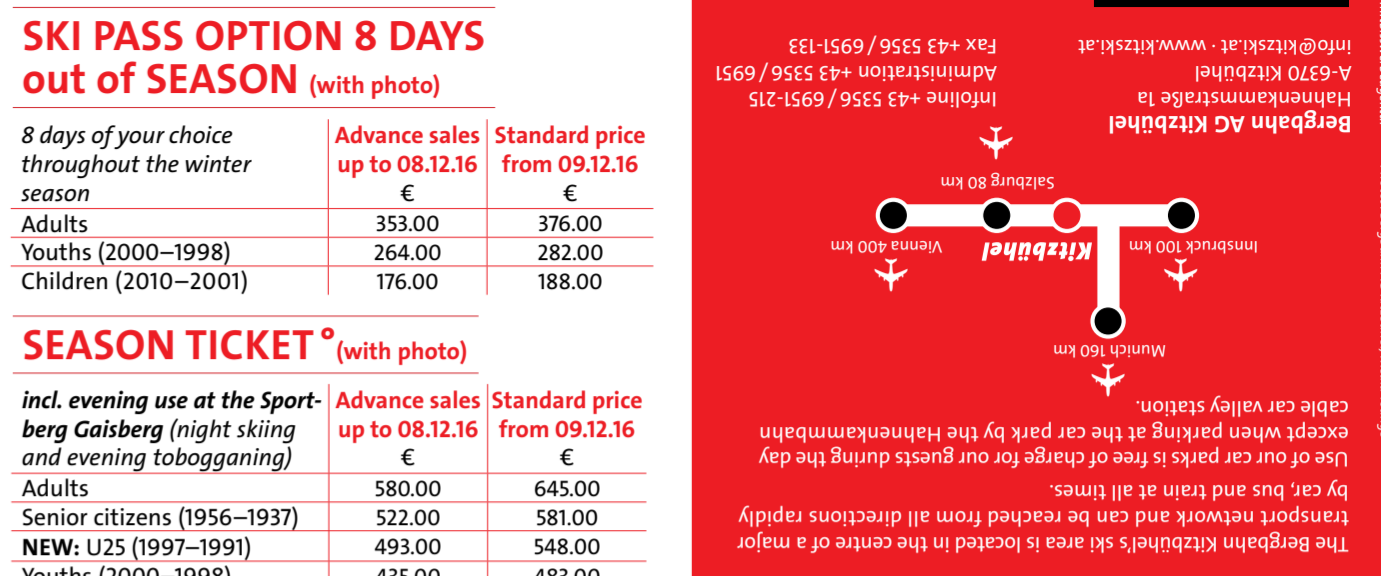 SKI PASS OPTION 8 DAYS
out of SEASON (with photo)
8 days of your choice throughout the winter season
Advance sales up to 08.12.16 €
Standard price from 09.12.16 €
Adults 353.00 376.00
Youths (2000–1998) 264.00 282.00
Children (2010–2001) 176.00 188.00
SEASON TICKET° (with photo)
incl. evening use at the Sport-
berg Gaisberg (night skiing
and evening tobogganing)
Advance sales up to 08.12.16 €
Standard price from 09.12.16 €
Adults 580.00 645.00
Senior citizens (1956–1937) 522.00 581.00
NEW: U25 (1997–1991) 493.00 548.00
Youths (2000–1998) 435.00 483.00
The Bergbahn Kitzbühel's ski area is located in the centre of a major
transport network and can be reached from all directions rapidly
by car, bus and train at all times.
Use of our car parks is free of charge for our guests during the day
except when parking at the car park by the Hahnenkammbahn
cable car valley station.
Munich 160 km
Innsbruck 100 km
Kitzbühel
Vienna 400 km
Salzburg 80 km
Bergbahn AG Kitzbühel
Hahnenkammstraße 1a
A-6370 Kitzbühel
info@kitzski.at · www.kitzski.at
Infoline +43 5356 / 6951-215
Administration +43 5356 / 6951
Fax +43 5356 / 6951-133